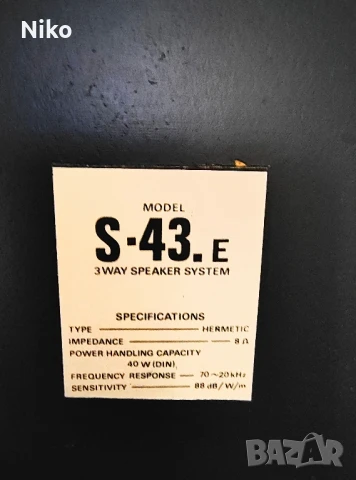 Niko
MODEL
S-43. E
3 WAY SPEAKER SYSTEM
SPECIFICATIONS
TYPE — HERMETIC
IMPEDANCE — 8 Ω
POWER HANDLING CAPACITY
40 W (DIN),
FREQUENCY RESPONSE — 70~20 kHz
SENSITIVITY — 88 dB/W/m
BAZAR